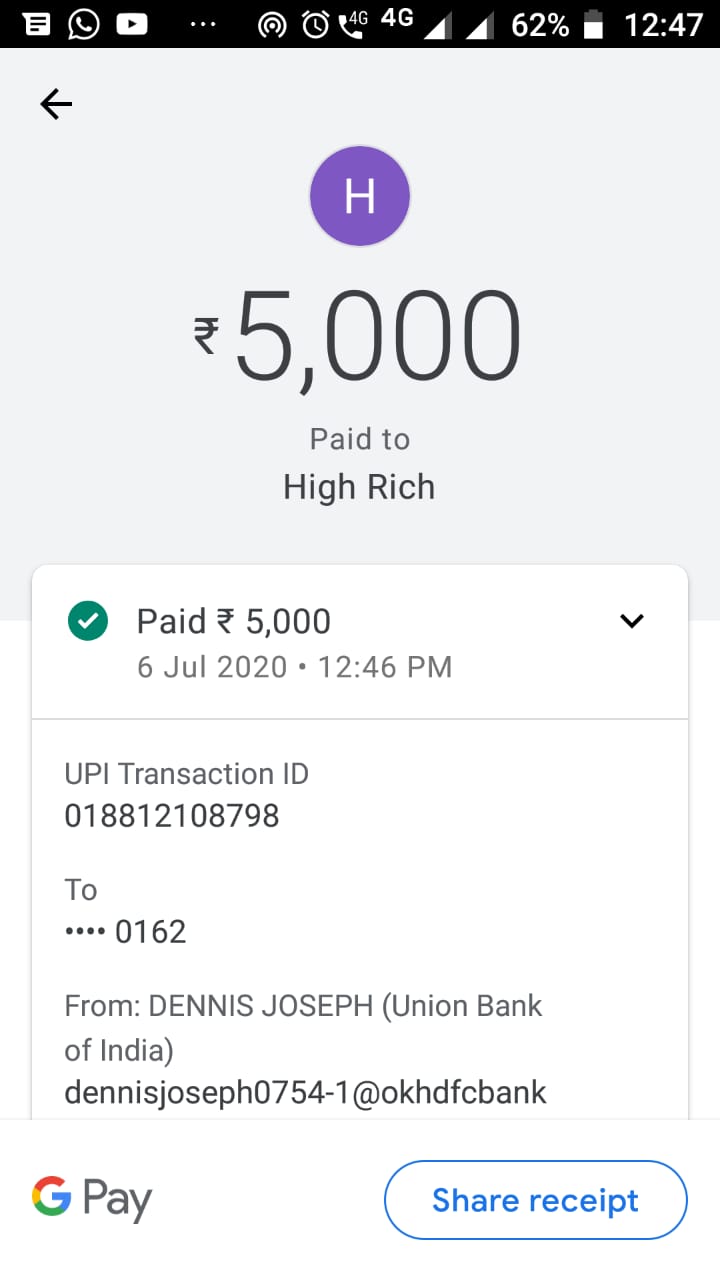 4G 4G 62% 12:47
H
₹5,000
Paid to
High Rich
Paid ₹ 5,000
6 Jul 2020 • 12:46 PM
UPI Transaction ID
018812108798
To
•••• 0162
From: DENNIS JOSEPH (Union Bank
of India)
dennisjoseph0754-1@okhdfcbank
G Pay
Share receipt